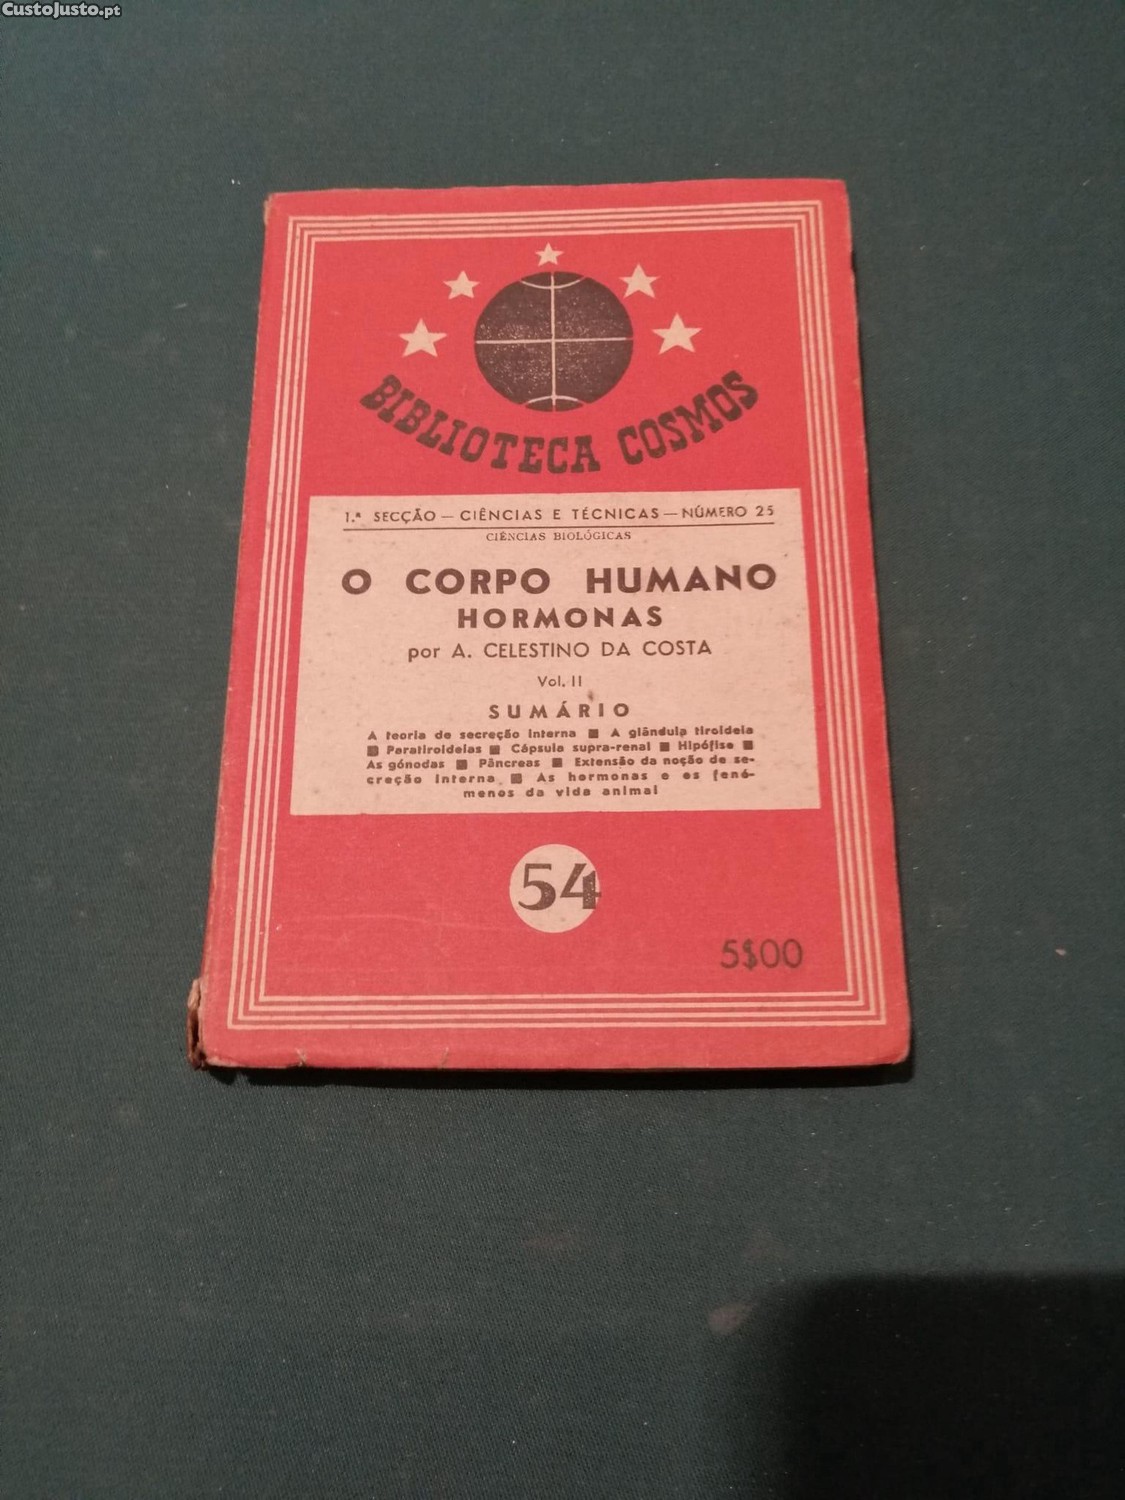 CustoJusto.pt
BIBLIOTECA COSMOS
1.ª SECÇÃO — CIÊNCIAS E TÉCNICAS — NÚMERO 25
CIÊNCIAS BIOLÓGICAS
O CORPO HUMANO
HORMONAS
por A. CELESTINO DA COSTA
Vol. II
SUMÁRIO
A teoria de secreção interna ■ A glândula tiroideia
■ Paratiroideias ■ Cápsula supra-renal ■ Hipófise ■
As gónodas ■ Pâncreas ■ Extensão da noção de se-
creção interna ■ As hormonas e os fenó-
menos da vida animal
54
5$00